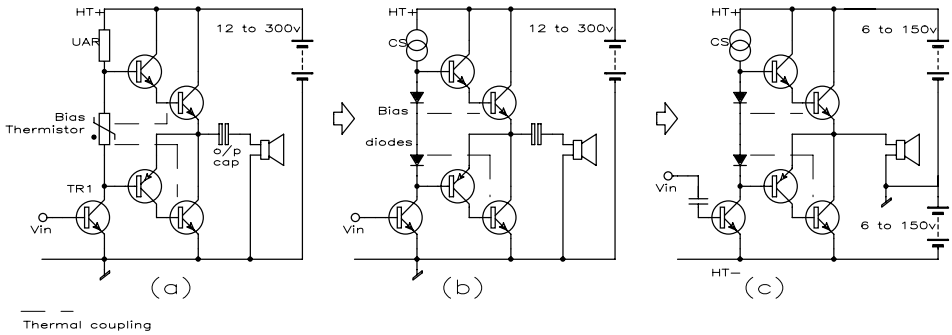 HT+
UAR
12 to 300v
Bias
Thermistor
o/p
cap
TR1
Vin
(a)
HT+
CS
12 to 300v
Bias
diodes
Vin
(b)
HT+
CS
6 to 150v
Vin
6 to 150v
HT-
(c)
Thermal coupling